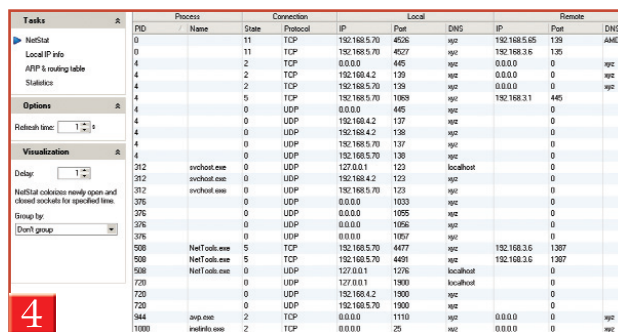 Tasks
NetStat
Local IP info
ARP & routing table
Statistics
Options
Refresh time: 1 s
Visualization
Delay: 1
NetStat colorizes newly open and
closed sockets for specified time.
Group by:
Don't group
4
Process Connection Local Remote
PID / Name State Protocol IP Port DNS IP Port DNS
0 11 TCP 192.168.5.70 4526 xyz 192.168.5.65 139 AMD
0 11 TCP 192.168.5.70 4527 xyz 192.168.3.6 135
4 2 TCP 0.0.0.0 445 xyz 0.0.0.0 0 xyz
4 2 TCP 192.168.4.2 139 xyz 0.0.0.0 0 xyz
4 2 TCP 192.168.5.70 139 xyz 0.0.0.0 0 xyz
4 5 TCP 192.168.5.70 1069 xyz 192.168.3.1 445
4 0 UDP 0.0.0.0 445 xyz 0
4 0 UDP 192.168.4.2 137 xyz 0
4 0 UDP 192.168.4.2 138 xyz 0
4 0 UDP 192.168.5.70 137 xyz 0
4 0 UDP 192.168.5.70 138 xyz 0
312 svchost.exe 0 UDP 127.0.0.1 123 localhost 0
312 svchost.exe 0 UDP 192.168.4.2 123 xyz 0
312 svchost.exe 0 UDP 192.168.5.70 123 xyz 0
376 0 UDP 0.0.0.0 1033 xyz 0
376 0 UDP 0.0.0.0 1055 xyz 0
376 0 UDP 0.0.0.0 1056 xyz 0
376 0 UDP 0.0.0.0 1057 xyz 0
508 NetTools.exe 5 TCP 192.168.5.70 4477 xyz 192.168.3.6 1387
508 NetTools.exe 5 TCP 192.168.5.70 4491 xyz 192.168.3.6 1387
508 NetTools.exe 0 UDP 127.0.0.1 1276 localhost 0
720 0 UDP 127.0.0.1 1900 localhost 0
720 0 UDP 192.168.4.2 1900 xyz 0
720 0 UDP 192.168.5.70 1900 xyz 0
944 avp.exe 2 TCP 0.0.0.0 1110 xyz 0.0.0.0 0 xyz
1000 inetinfo.exe 2 TCP 0.0.0.0 25 xyz 0.0.0.0 0 xyz